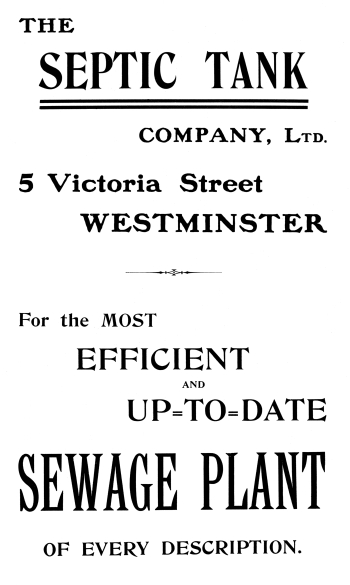 THE
SEPTIC TANK
COMPANY, LTD.
5 Victoria Street
WESTMINSTER
For the MOST
EFFICIENT
AND
UP=TO=DATE
SEWAGE PLANT
OF EVERY DESCRIPTION.